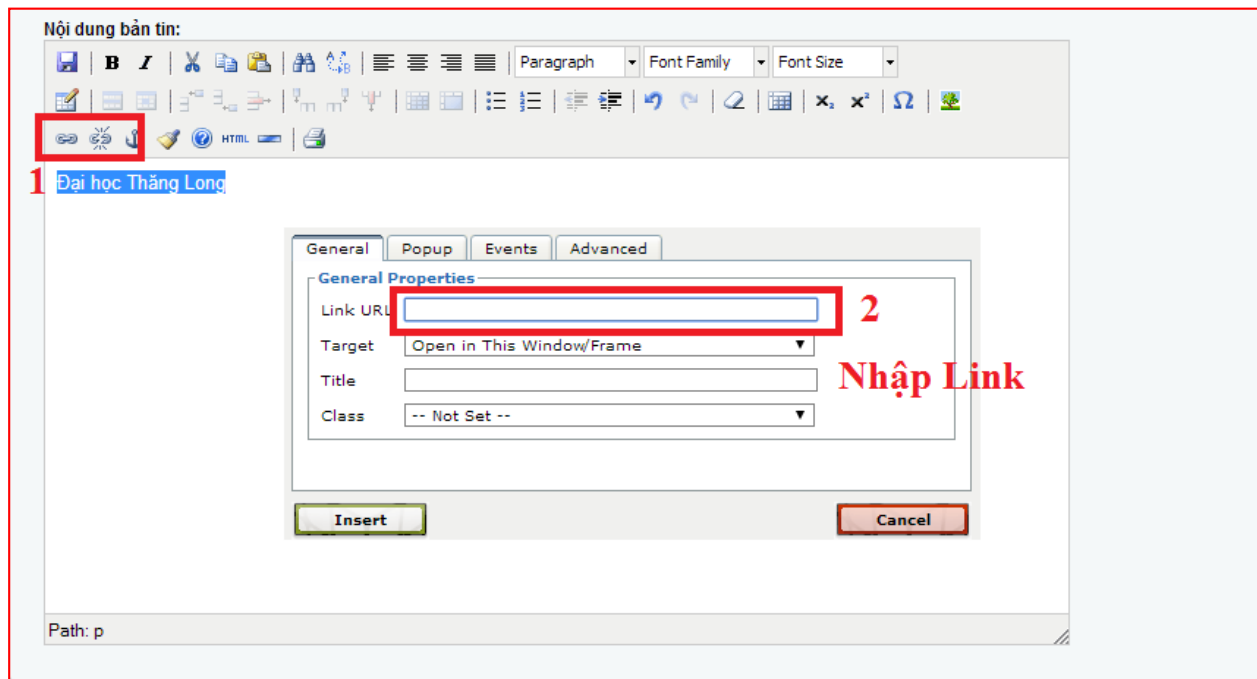 Nội dung bản tin:
B I Paragraph Font Family Font Size
HTML
1 Đại học Thăng Long
General Popup Events Advanced
General Properties
Link URL 2
Target Open in This Window/Frame
Title Nhập Link
Class -- Not Set --
Insert Cancel
Path: p